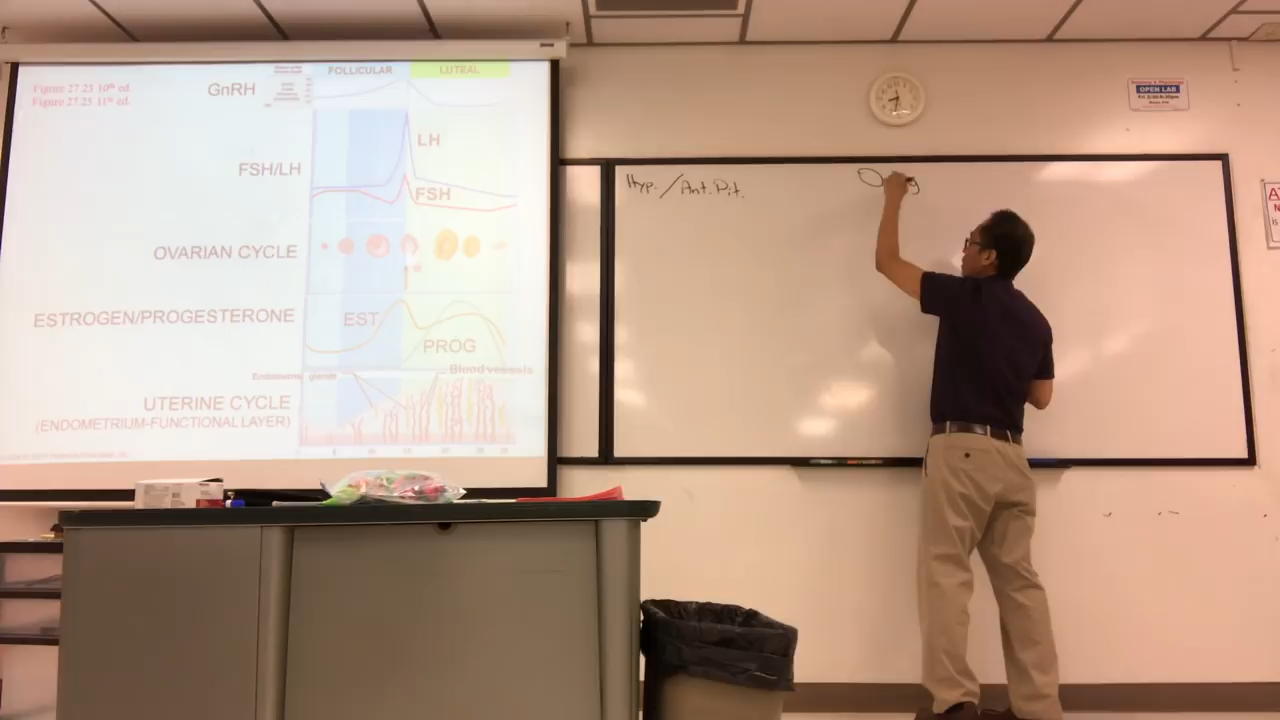 Figure 27.25 10th ed.
Figure 27.25 11th ed.
GnRH
FOLLICULAR
LUTEAL
LH
FSH/LH
FSH
OVARIAN CYCLE
ESTROGEN/PROGESTERONE
EST
PROG
Blood vessels
UTERINE CYCLE
(ENDOMETRIUM-FUNCTIONAL LAYER)
Hyp./Ant.Pit.
OPEN LAB